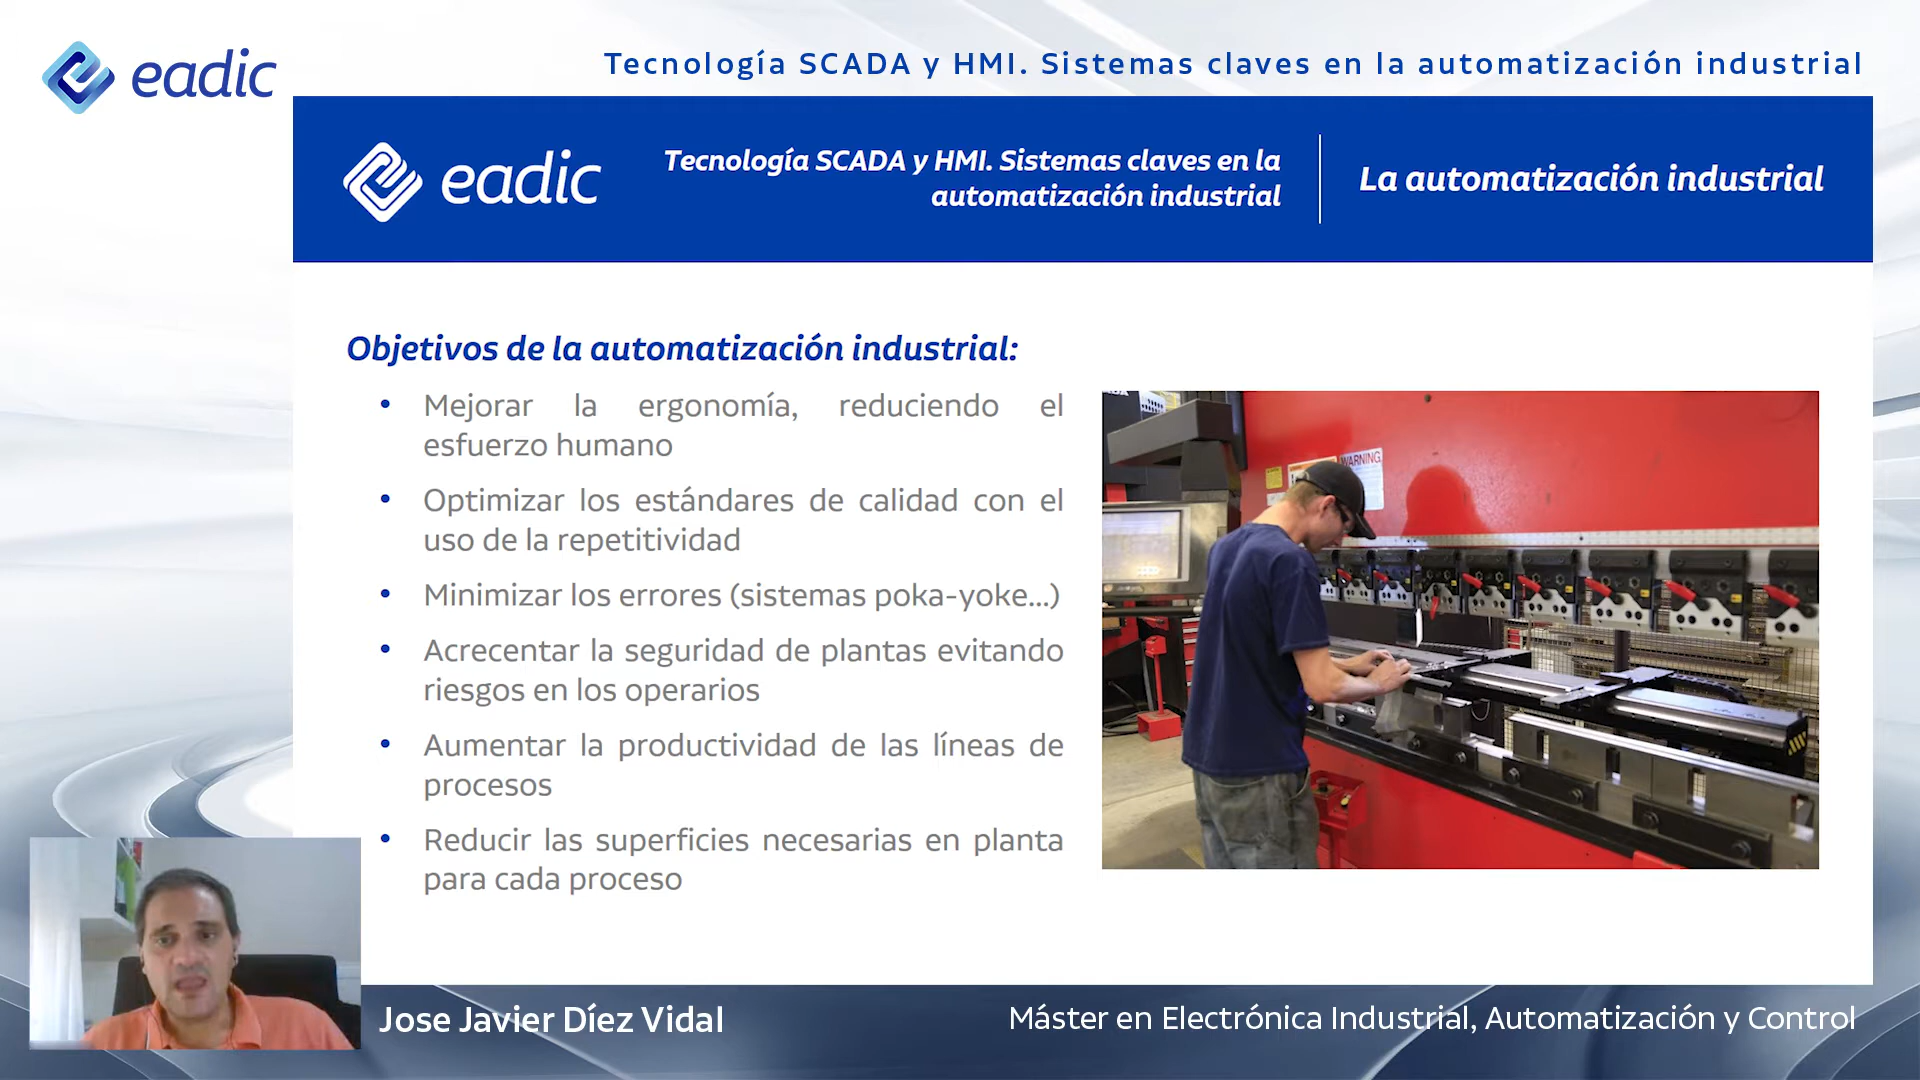 eadic
Tecnología SCADA y HMI. Sistemas claves en la automatización industrial
eadic
Tecnología SCADA y HMI. Sistemas claves en la
automatización industrial
La automatización industrial
Objetivos de la automatización industrial:
• Mejorar la ergonomía, reduciendo el
esfuerzo humano
• Optimizar los estándares de calidad con el
uso de la repetitividad
• Minimizar los errores (sistemas poka-yoke...)
• Acrecentar la seguridad de plantas evitando
riesgos en los operarios
• Aumentar la productividad de las líneas de
procesos
• Reducir las superficies necesarias en planta
para cada proceso
WARNING
Jose Javier Díez Vidal
Máster en Electrónica Industrial, Automatización y Control